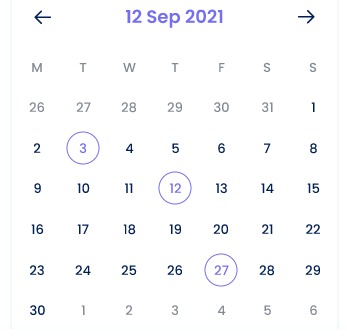 12 Sep 2021
M T W T F S S
26 27 28 29 30 31 1
2 3 4 5 6 7 8
9 10 11 12 13 14 15
16 17 18 19 20 21 22
23 24 25 26 27 28 29
30 1 2 3 4 5 6